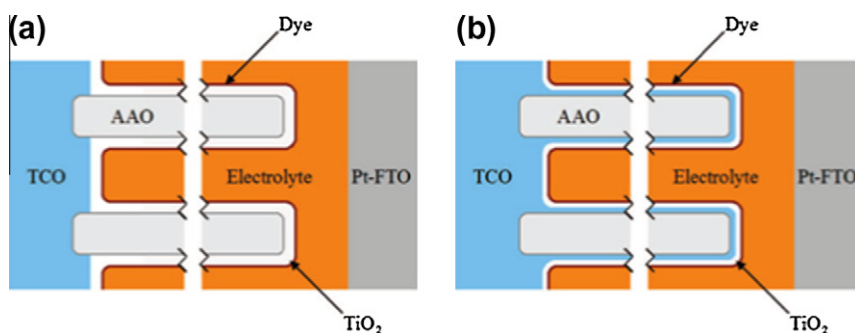 (a)
Dye
AAO
TCO
Electrolyte
Pt-FTO
TiO₂
(b)
Dye
AAO
TCO
Electrolyte
Pt-FTO
TiO₂